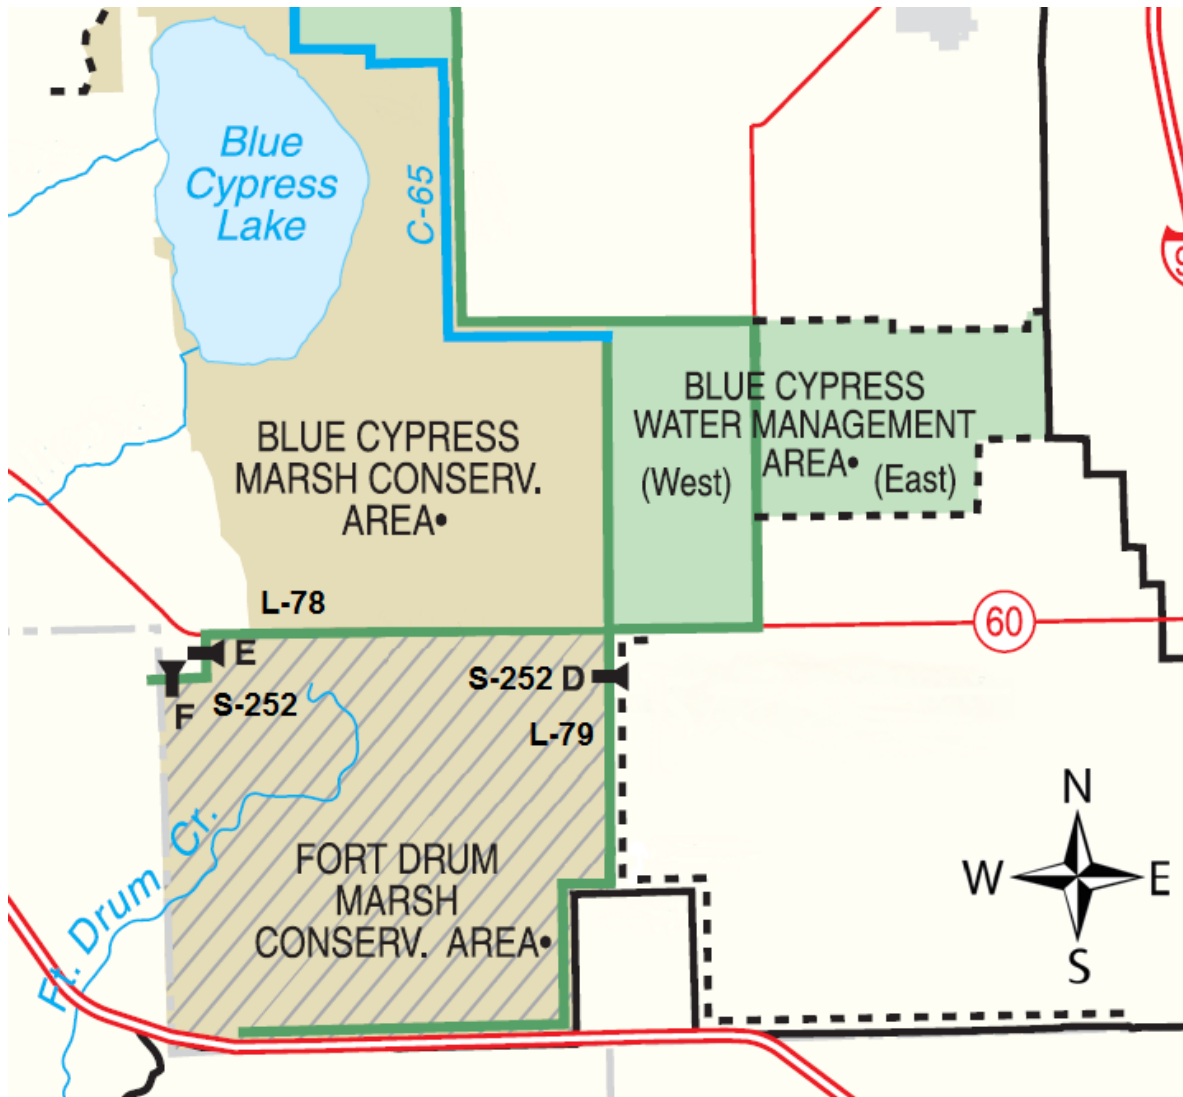 Blue
Cypress
Lake
C-65
BLUE CYPRESS
WATER MANAGEMENT
AREA•
(West)
(East)
BLUE CYPRESS
MARSH CONSERV.
AREA•
L-78
60
E
S-252 D
F
S-252
L-79
Ft. Drum Cr.
FORT DRUM
MARSH
CONSERV. AREA•
N
W
E
S